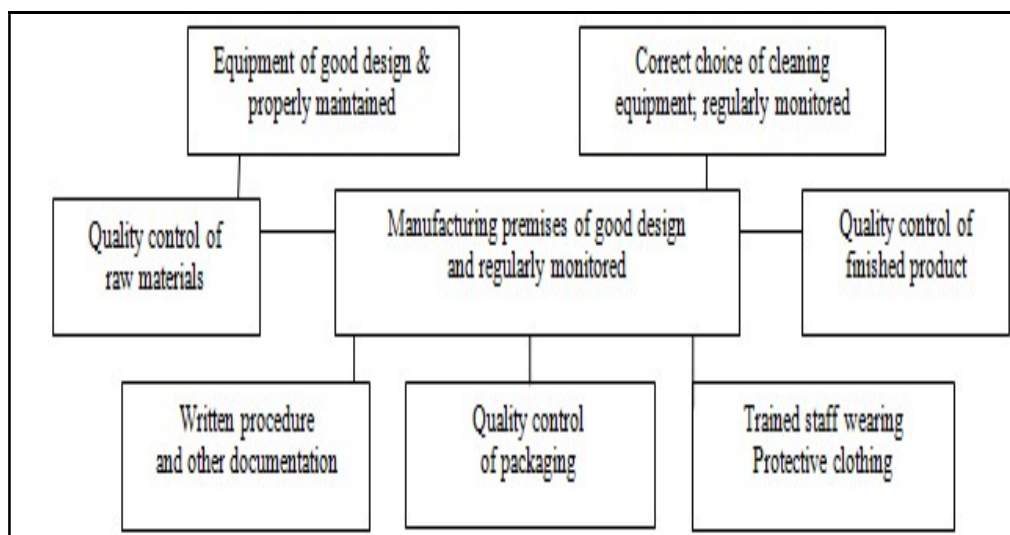 Equipment of good design &
properly maintained
Correct choice of cleaning
equipment; regularly monitored
Quality control of
raw materials
Manufacturing premises of good design
and regularly monitored
Quality control of
finished product
Written procedure
and other documentation
Quality control
of packaging
Trained staff wearing
Protective clothing